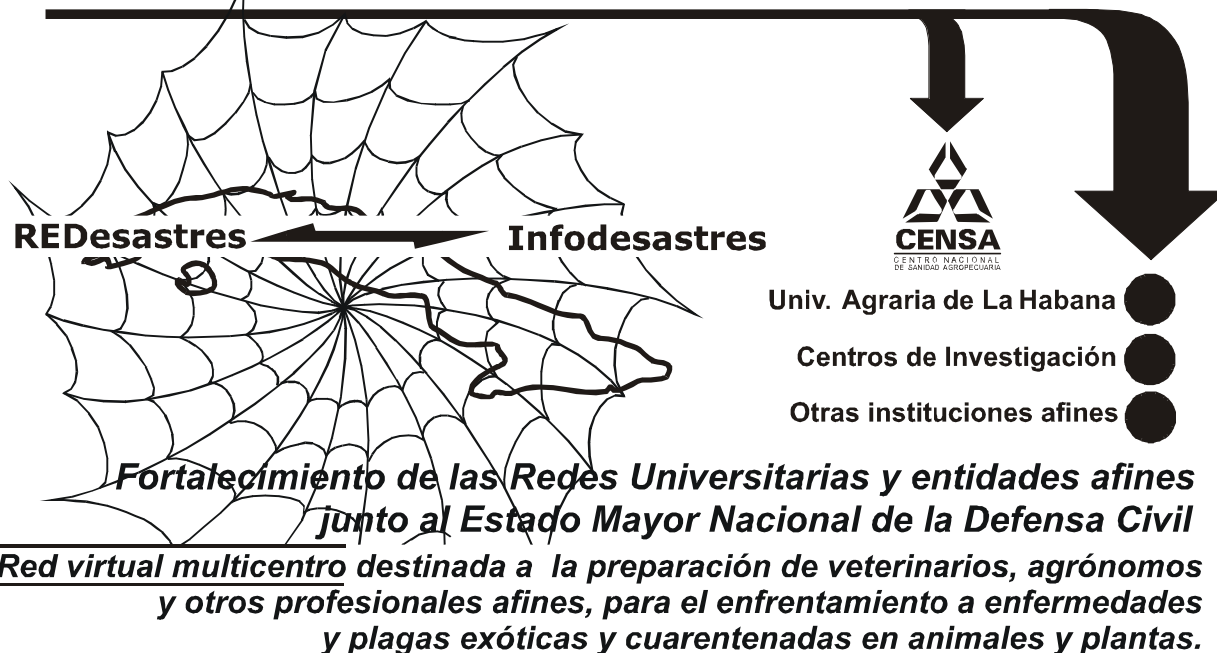 REDesastres
Infodesastres
CENSA
CENTRO NACIONAL
DE SANIDAD AGROPECUARIA
Univ. Agraria de La Habana
Centros de Investigación
Otras instituciones afines
Fortalecimiento de las Redes Universitarias y entidades afines
junto al Estado Mayor Nacional de la Defensa Civil
Red virtual multicentro destinada a la preparación de veterinarios, agrónomos
y otros profesionales afines, para el enfrentamiento a enfermedades
y plagas exóticas y cuarentenadas en animales y plantas.